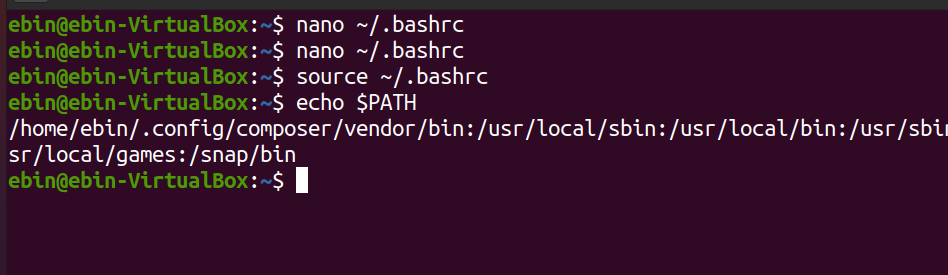 ebin@ebin-VirtualBox:~$ nano ~/.bashrc
ebin@ebin-VirtualBox:~$ nano ~/.bashrc
ebin@ebin-VirtualBox:~$ source ~/.bashrc
ebin@ebin-VirtualBox:~$ echo $PATH
/home/ebin/.config/composer/vendor/bin:/usr/local/sbin:/usr/local/bin:/usr/sbin
sr/local/games:/snap/bin
ebin@ebin-VirtualBox:~$